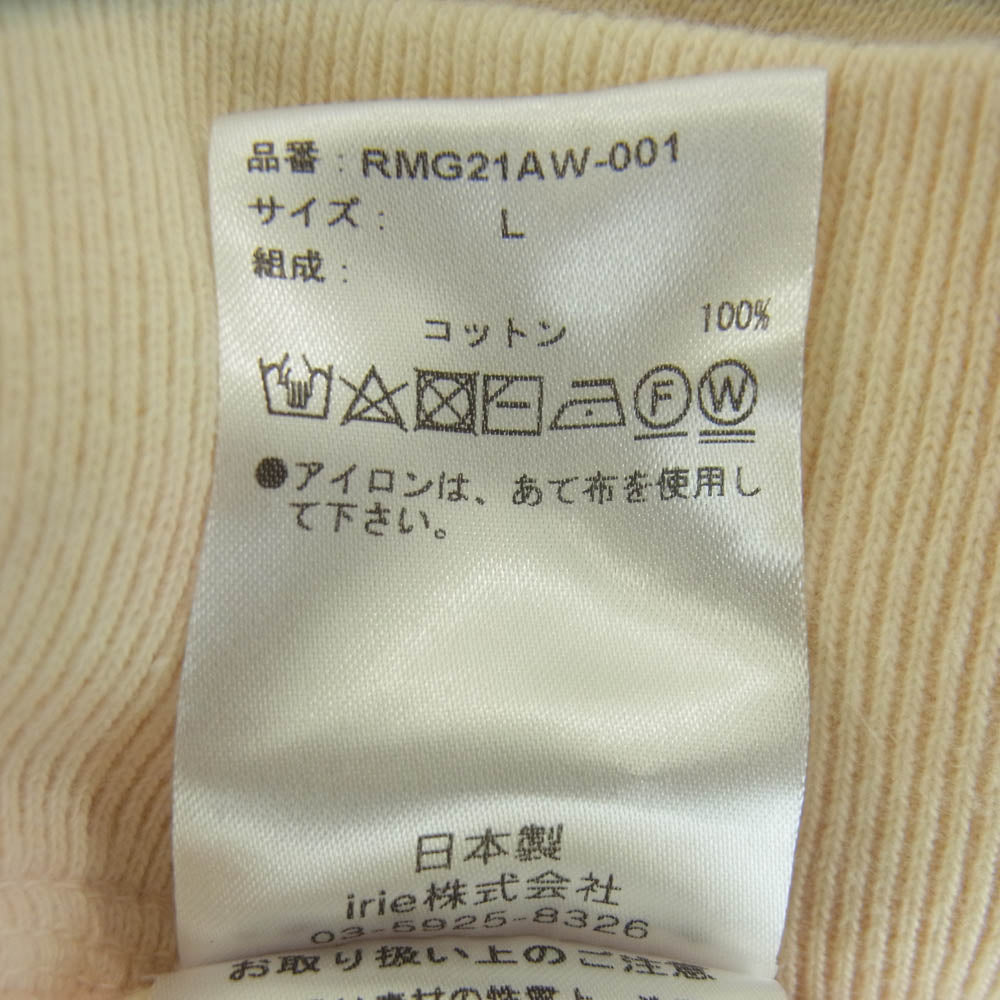 品番：RMG21AW-001
サイズ： L
組成：
コットン 100%
F W
●アイロンは、あて布を使用し
て下さい。
日本製
irie株式会社
03-5925-8326
お取り扱い上のご注意